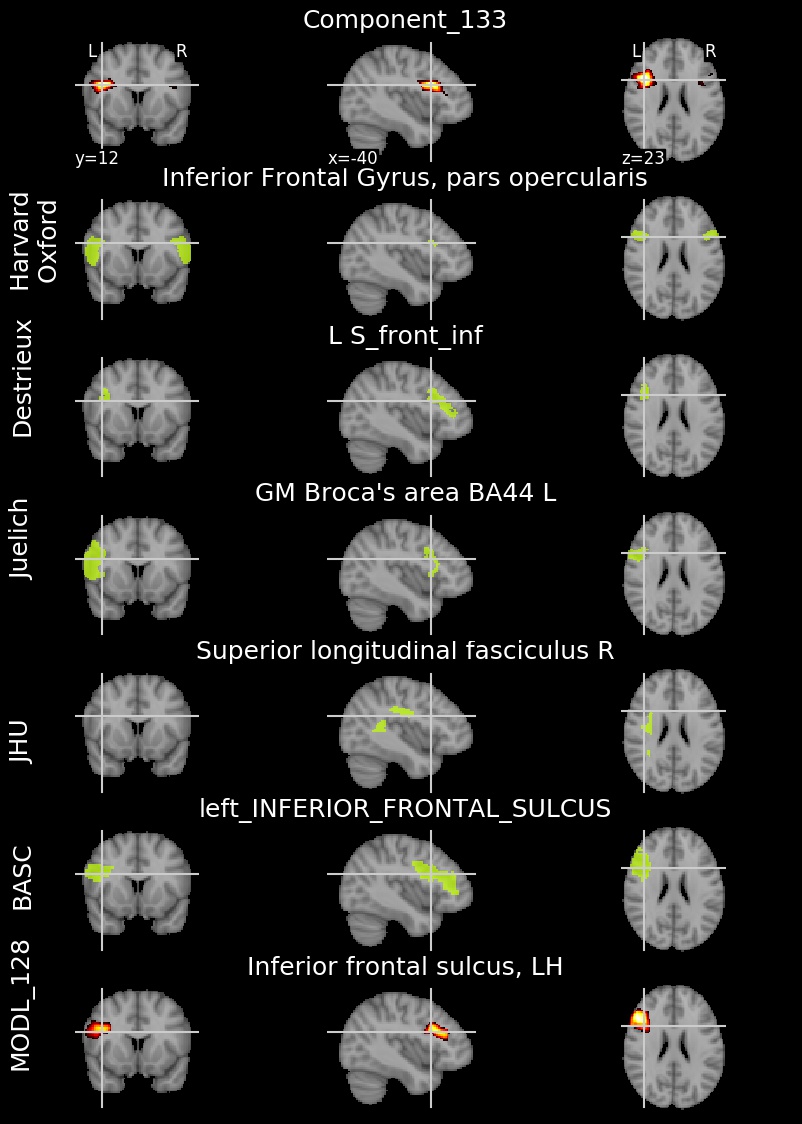 Component_133
L R
L R
y=12
x=-40
z=23
Inferior Frontal Gyrus, pars opercularis
Harvard
Oxford
L S_front_inf
Destrieux
GM Broca's area BA44 L
Juelich
Superior longitudinal fasciculus R
JHU
left_INFERIOR_FRONTAL_SULCUS
BASC
Inferior frontal sulcus, LH
MODL_128